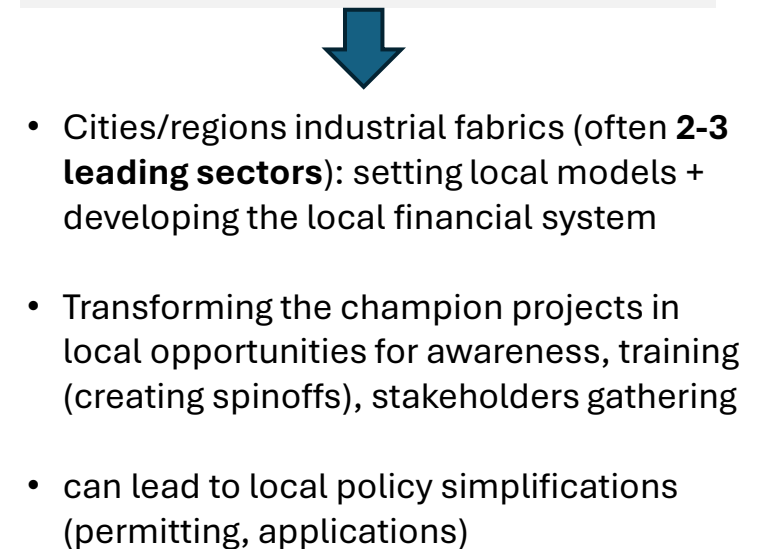 • Cities/regions industrial fabrics (often 2-3
leading sectors): setting local models +
developing the local financial system
• Transforming the champion projects in
local opportunities for awareness, training
(creating spinoffs), stakeholders gathering
• can lead to local policy simplifications
(permitting, applications)